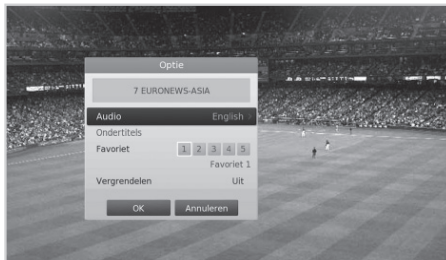 Optie
7 EURONEWS-ASIA
Audio English
Ondertitels
Favoriet 1 2 3 4 5
Favoriet 1
Vergrendelen Uit
OK Annuleren